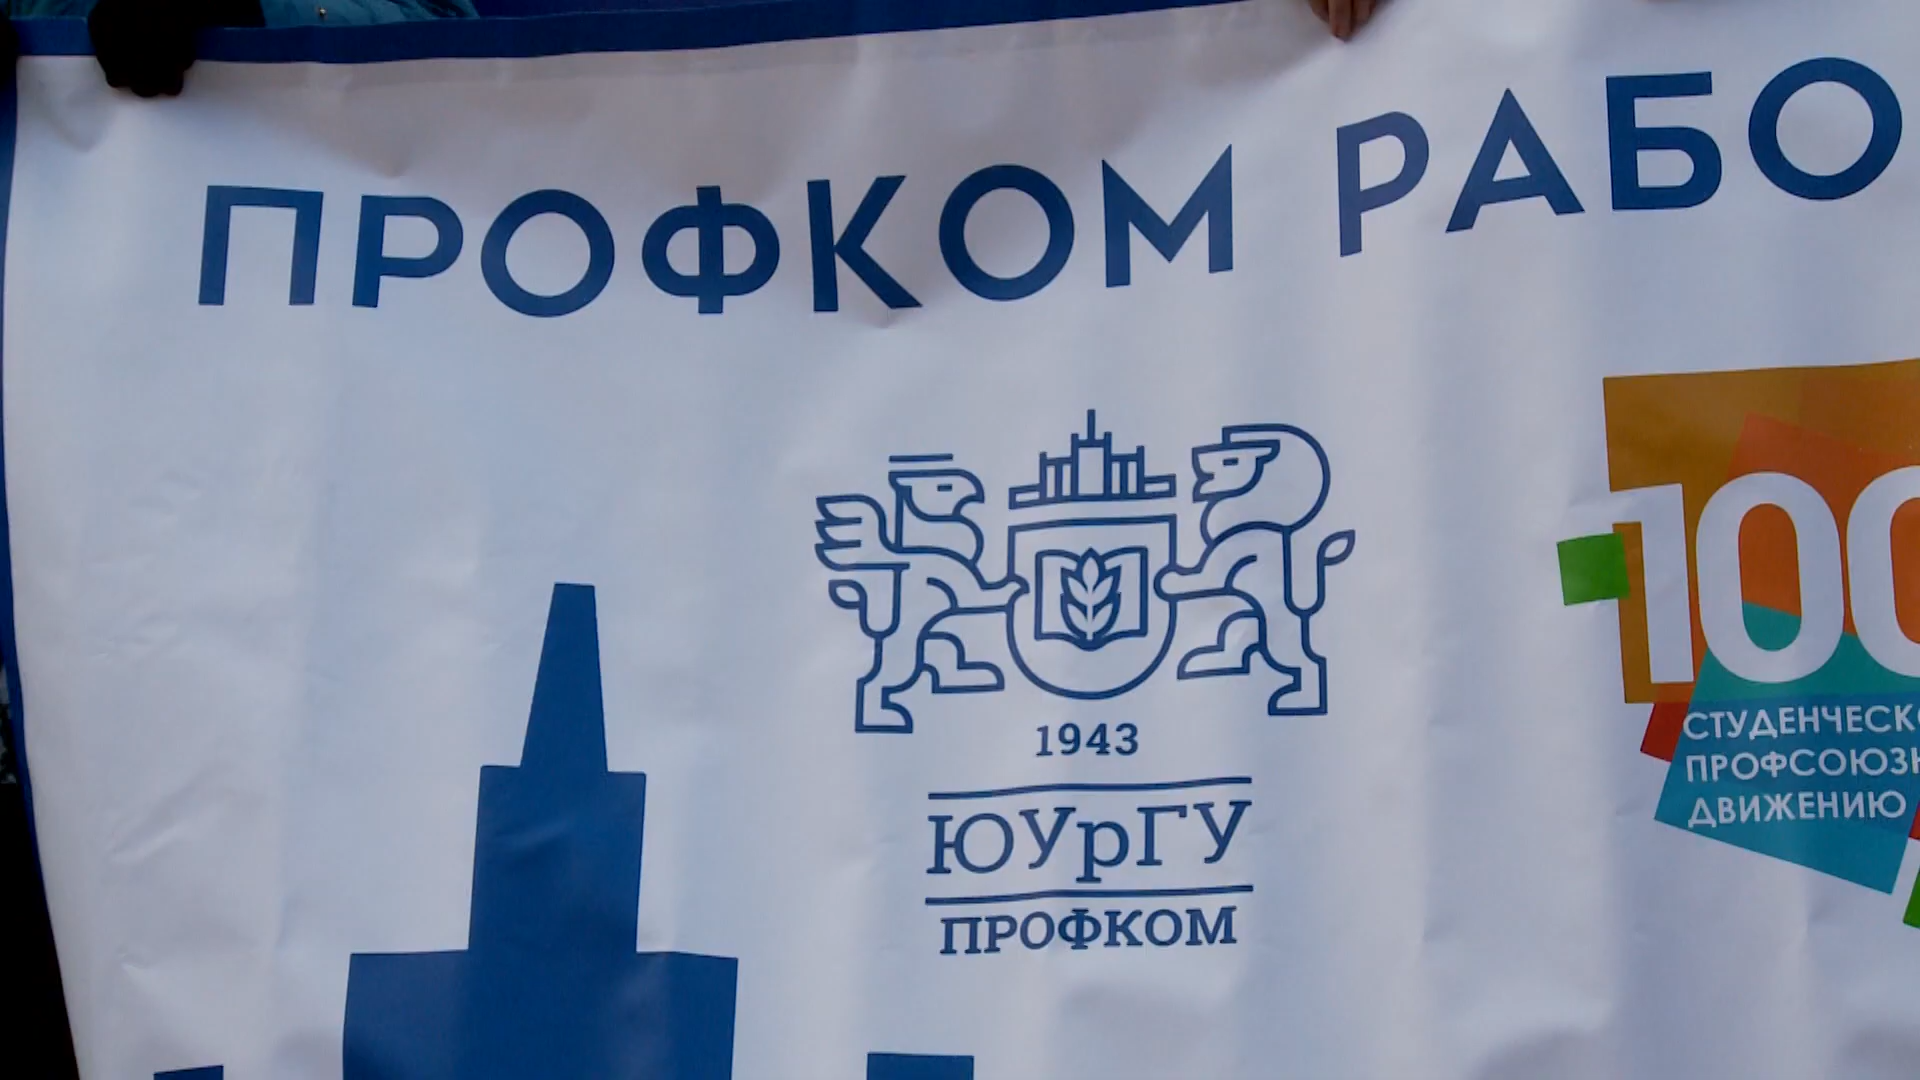 ПРОФКОМ РАБО
100
СТУДЕНЧЕСК
ПРОФСОЮЗН
ДВИЖЕНИЮ
1943
ЮУрГУ
ПРОФКОМ